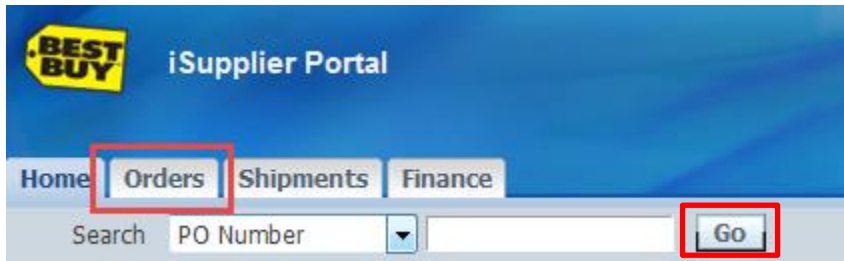 BEST
BUY
iSupplier Portal
Home Orders Shipments Finance
Search PO Number Go